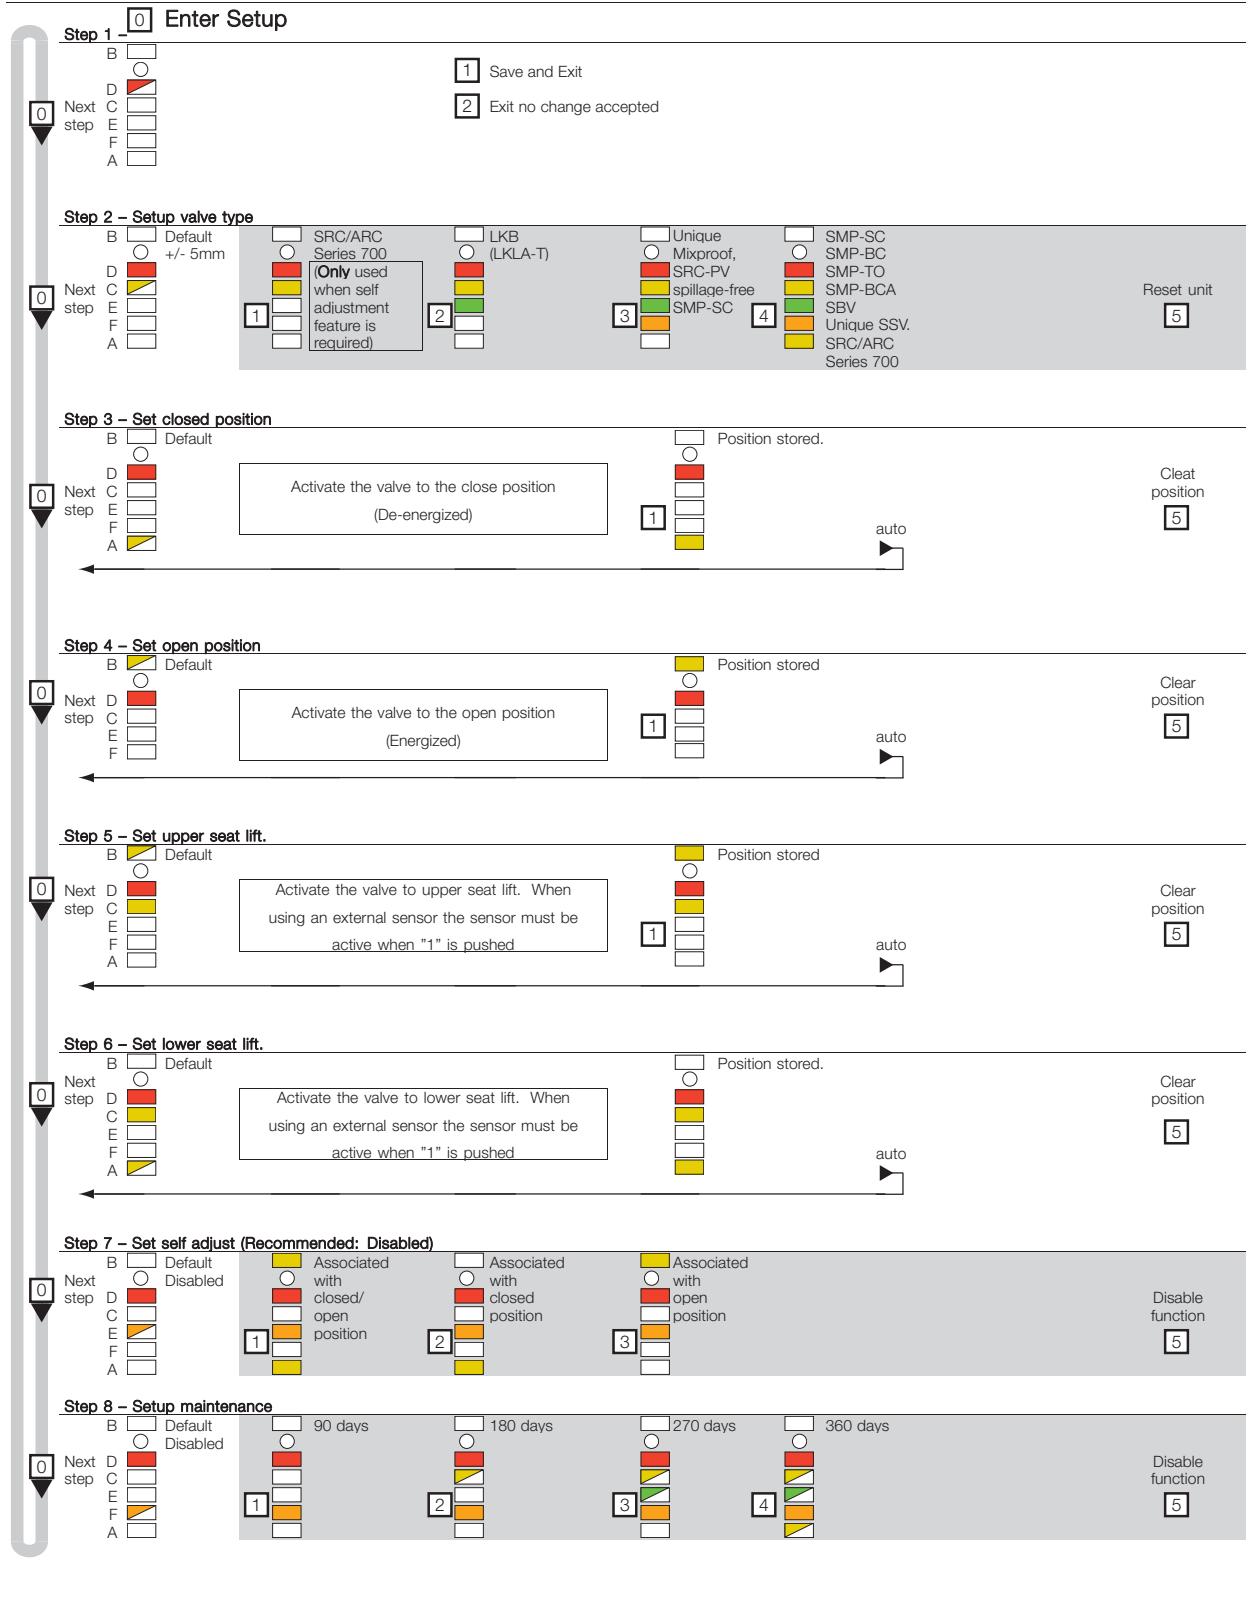 0 Enter Setup
Step 1 –
B
D
Next C
step E
F
A
0
1 Save and Exit
2 Exit no change accepted
Step 2 – Setup valve type
B Default
+/- 5mm
D
Next C
step E
F
A
0
SRC/ARC
Series 700
(Only used
when self
adjustment
feature is
required)
1
LKB
(LKLA-T)
2
Unique
Mixproof,
SRC-PV
spillage-free
SMP-SC
3
SMP-SC
SMP-BC
SMP-TO
SMP-BCA
SBV
Unique SSV.
SRC/ARC
Series 700
4
Reset unit
5
Step 3 – Set closed position
B Default
D
Next C
step E
F
A
0
Activate the valve to the close position
(De-energized)
1
Position stored.
auto
Cleat
position
5
Step 4 – Set open position
B Default
Next D
step C
E
F
0
Activate the valve to the open position
(Energized)
1
Position stored
auto
Clear
position
5
Step 5 – Set upper seat lift.
B Default
Next D
step C
E
F
A
0
Activate the valve to upper seat lift. When
using an external sensor the sensor must be
active when ”1” is pushed
1
Position stored
auto
Clear
position
5
Step 6 – Set lower seat lift.
B Default
Next
step D
C
E
F
A
0
Activate the valve to lower seat lift. When
using an external sensor the sensor must be
active when ”1” is pushed
Position stored.
auto
Clear
position
5
Step 7 – Set self adjust (Recommended: Disabled)
B Default
Next Disabled
step D
C
E
F
A
0
Associated
with
closed/
open
position
1
Associated
with
closed
position
2
Associated
with
open
position
3
Disable
function
5
Step 8 – Setup maintenance
B Default
Disabled
Next D
step C
E
F
A
0
90 days
1
180 days
2
270 days
3
360 days
4
Disable
function
5